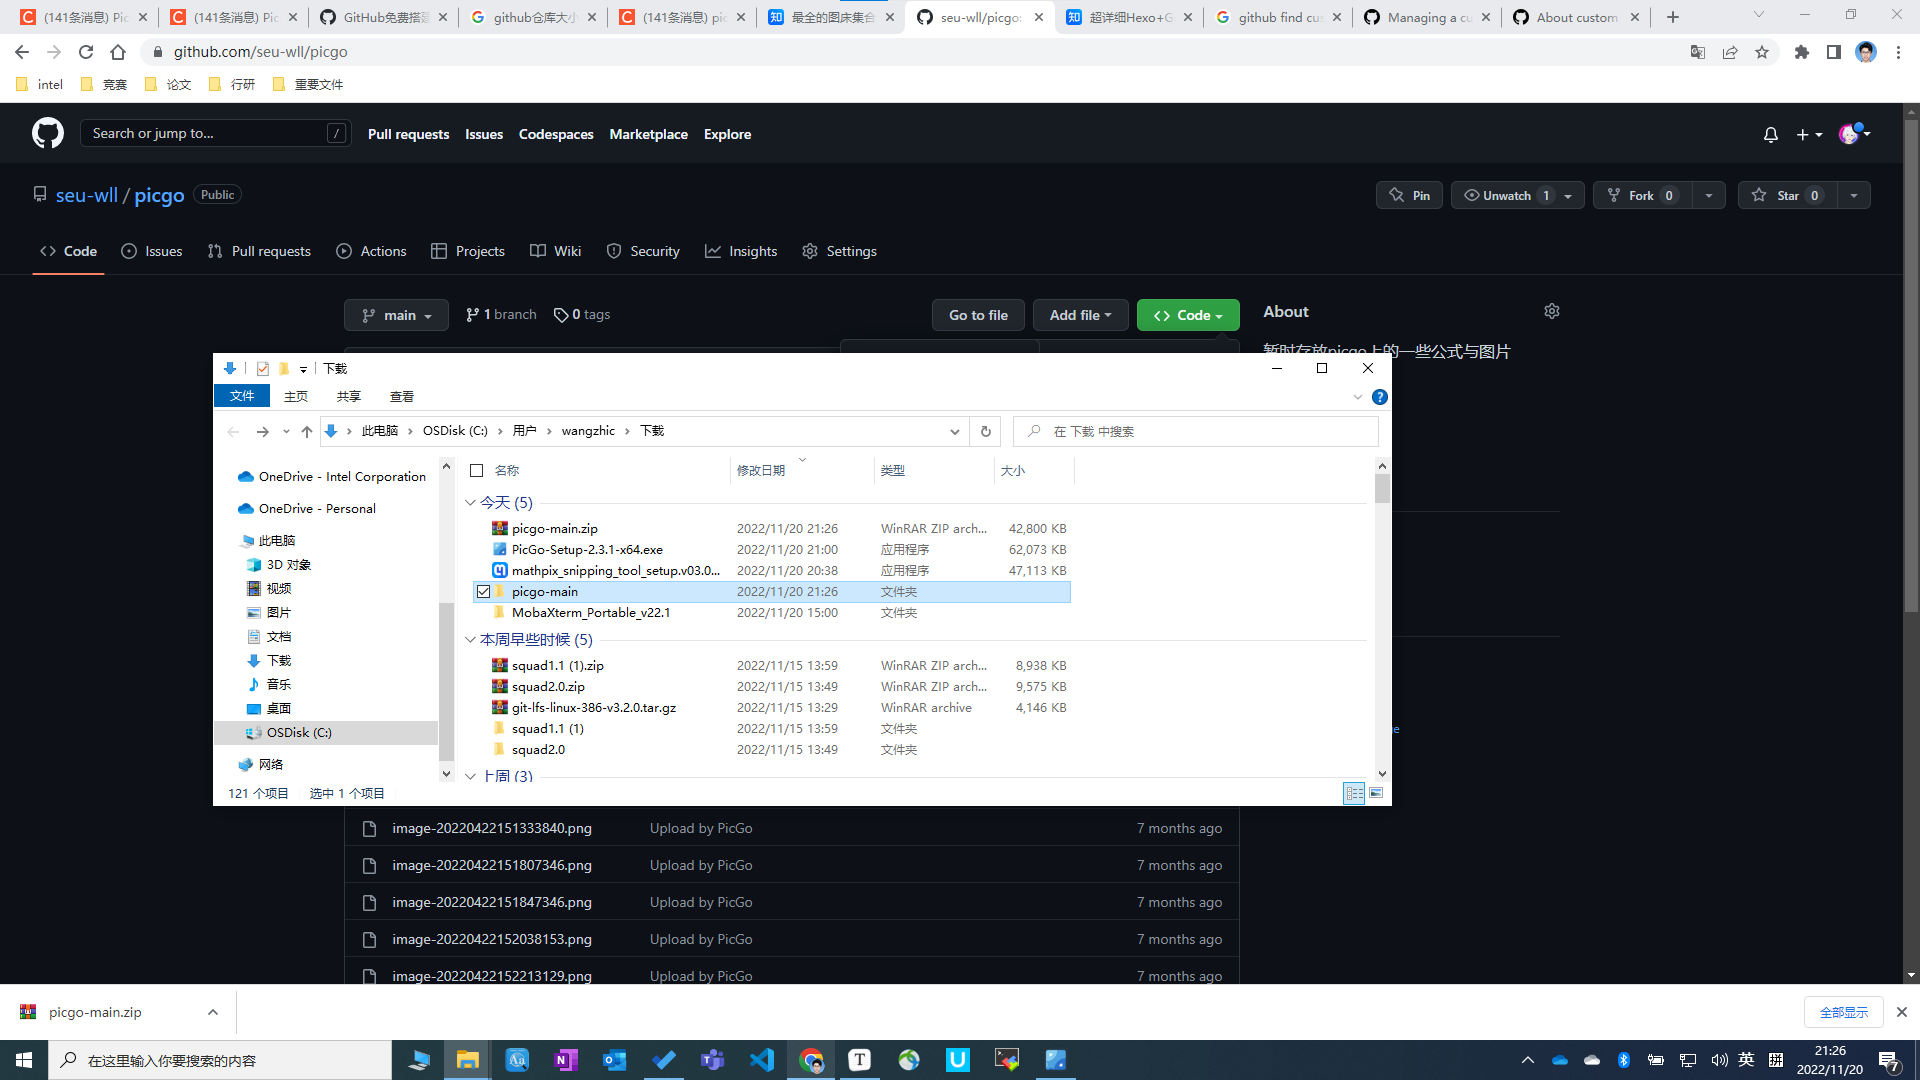 (141条消息) Pic
(141条消息) Pic
GitHub免费搭建
github仓库大小
(141条消息) pic
最全的图床集合
seu-wll/picgo:
超详细Hexo+G
github find cus
Managing a cu
About custom
github.com/seu-wll/picgo
intel
竞赛
论文
行研
重要文件
Search or jump to...
/
Pull requests
Issues
Codespaces
Marketplace
Explore
seu-wll / picgo
Public
Pin
Unwatch 1
Fork 0
Star 0
Code
Issues
Pull requests
Actions
Projects
Wiki
Security
Insights
Settings
main
1 branch
0 tags
Go to file
Add file
Code
About
暂时存放picgo上的一些公式与图片
下载
文件
主页
共享
查看
此电脑 › OSDisk (C:) › 用户 › wangzhic › 下载
在 下载 中搜索
名称
修改日期
类型
大小
OneDrive - Intel Corporation
OneDrive - Personal
此电脑
3D 对象
视频
图片
文档
下载
音乐
桌面
OSDisk (C:)
网络
今天 (5)
picgo-main.zip 2022/11/20 21:26 WinRAR ZIP arch... 42,800 KB
PicGo-Setup-2.3.1-x64.exe 2022/11/20 21:00 应用程序 62,073 KB
mathpix_snipping_tool_setup.v03.0... 2022/11/20 20:38 应用程序 47,113 KB
picgo-main 2022/11/20 21:26 文件夹
MobaXterm_Portable_v22.1 2022/11/20 15:00 文件夹
本周早些时候 (5)
squad1.1 (1).zip 2022/11/15 13:59 WinRAR ZIP arch... 8,938 KB
squad2.0.zip 2022/11/15 13:49 WinRAR ZIP arch... 9,575 KB
git-lfs-linux-386-v3.2.0.tar.gz 2022/11/15 13:29 WinRAR archive 4,146 KB
squad1.1 (1) 2022/11/15 13:59 文件夹
squad2.0 2022/11/15 13:49 文件夹
上周 (3)
121 个项目
选中 1 个项目
image-20220422151333840.png Upload by PicGo 7 months ago
image-20220422151807346.png Upload by PicGo 7 months ago
image-20220422151847346.png Upload by PicGo 7 months ago
image-20220422152038153.png Upload by PicGo 7 months ago
image-20220422152213129.png Upload by PicGo 7 months ago
picgo-main.zip
全部显示
在这里输入你要搜索的内容
英
拼
21:26
2022/11/20
7